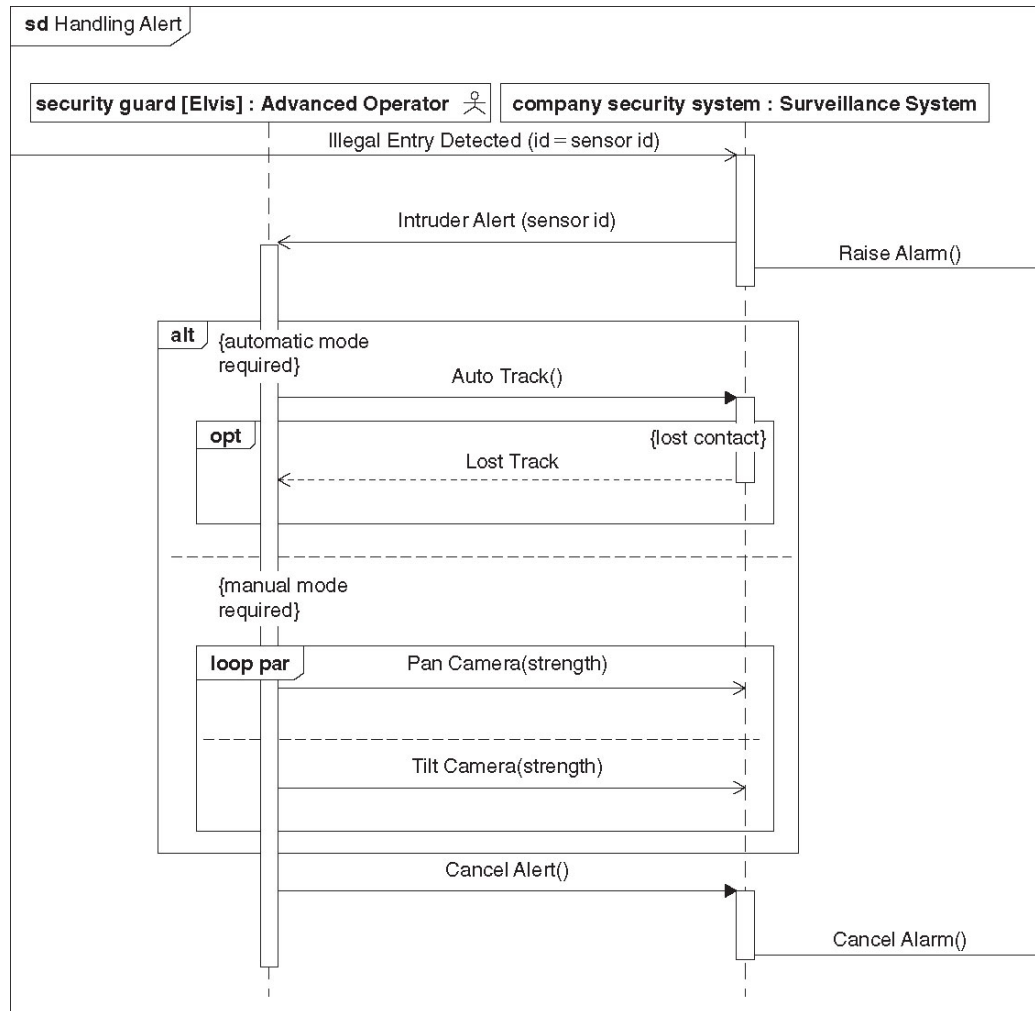 sd Handling Alert
security guard [Elvis] : Advanced Operator
company security system : Surveillance System
Illegal Entry Detected (id=sensor id)
Intruder Alert (sensor id)
Raise Alarm()
alt
{automatic mode
required}
Auto Track()
opt
{lost contact}
Lost Track
{manual mode
required}
loop par
Pan Camera(strength)
Tilt Camera(strength)
Cancel Alert()
Cancel Alarm()